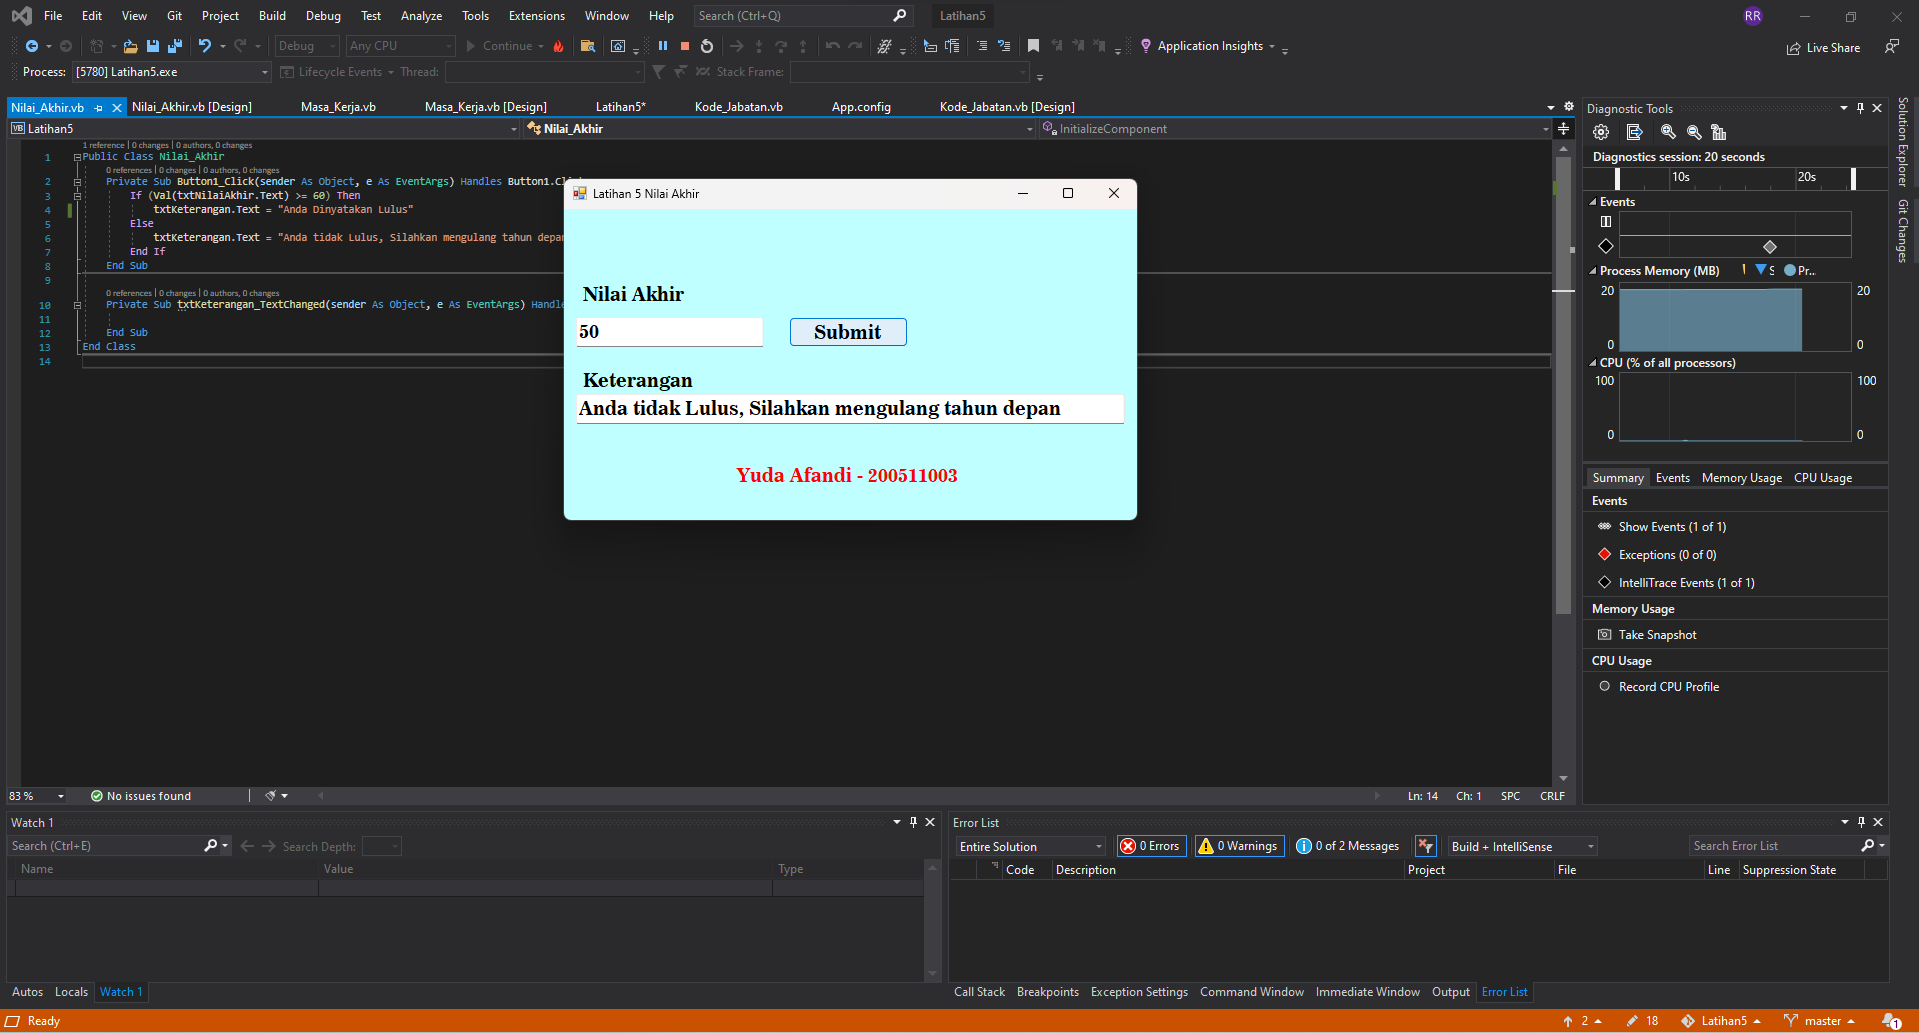 File Edit View Git Project Build Debug Test Analyze Tools Extensions Window Help Search (Ctrl+Q) Latihan5 RR
Debug Any CPU Continue Application Insights Live Share
Process: [5780] Latihan5.exe Lifecycle Events Thread: Stack Frame:
Nilai_Akhir.vb Nilai_Akhir.vb [Design] Masa_Kerja.vb Masa_Kerja.vb [Design] Latihan5* Kode_Jabatan.vb App.config Kode_Jabatan.vb [Design]
VB Latihan5 Nilai_Akhir InitializeComponent
1 reference | 0 changes | 0 authors, 0 changes
1 Public Class Nilai_Akhir
0 references | 0 changes | 0 authors, 0 changes
2 Private Sub Button1_Click(sender As Object, e As EventArgs) Handles Button1.Cli
3 If (Val(txtNilaiAkhir.Text) >= 60) Then
4 txtKeterangan.Text = "Anda Dinyatakan Lulus"
5 Else
6 txtKeterangan.Text = "Anda tidak Lulus, Silahkan mengulang tahun depan
7 End If
8 End Sub
9
0 references | 0 changes | 0 authors, 0 changes
10 Private Sub txtKeterangan_TextChanged(sender As Object, e As EventArgs) Handle
11
12 End Sub
13 End Class
14
Latihan 5 Nilai Akhir
Nilai Akhir
50 Submit
Keterangan
Anda tidak Lulus, Silahkan mengulang tahun depan
Yuda Afandi - 200511003
83 % No issues found Ln: 14 Ch: 1 SPC CRLF
Diagnostic Tools
Diagnostics session: 20 seconds
10s 20s
Events
Process Memory (MB) S Pr...
20 20
0 0
CPU (% of all processors)
100 100
0 0
Summary Events Memory Usage CPU Usage
Events
Show Events (1 of 1)
Exceptions (0 of 0)
IntelliTrace Events (1 of 1)
Memory Usage
Take Snapshot
CPU Usage
Record CPU Profile
Solution Explorer
Git Changes
Watch 1
Search (Ctrl+E) Search Depth:
Name Value Type
Autos Locals Watch 1
Error List
Entire Solution 0 Errors 0 Warnings 0 of 2 Messages Build + IntelliSense Search Error List
Code Description Project File Line Suppression State
Call Stack Breakpoints Exception Settings Command Window Immediate Window Output Error List
Ready 2 18 Latihan5 master 1